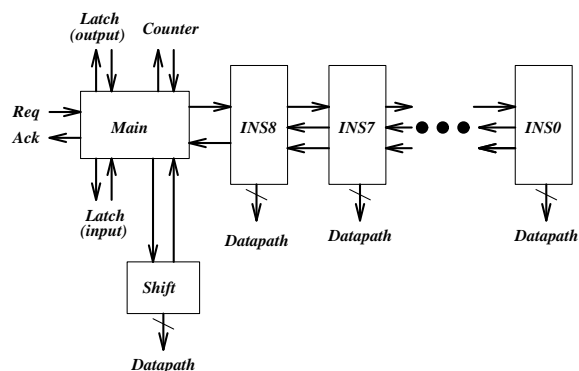 Latch
(output)
Counter
Req
Ack
Main
INS8
INS7
INS0
Latch
(input)
Datapath
Datapath
Datapath
Shift
Datapath